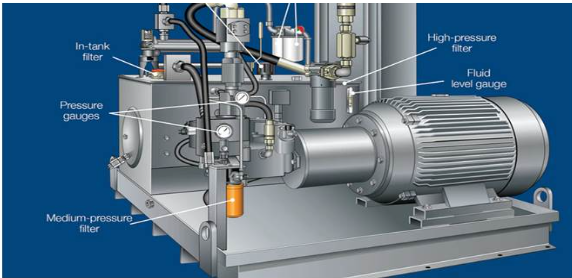 In-tank
filter
High-pressure
filter
Fluid
level gauge
Pressure
gauges
Medium-pressure
filter